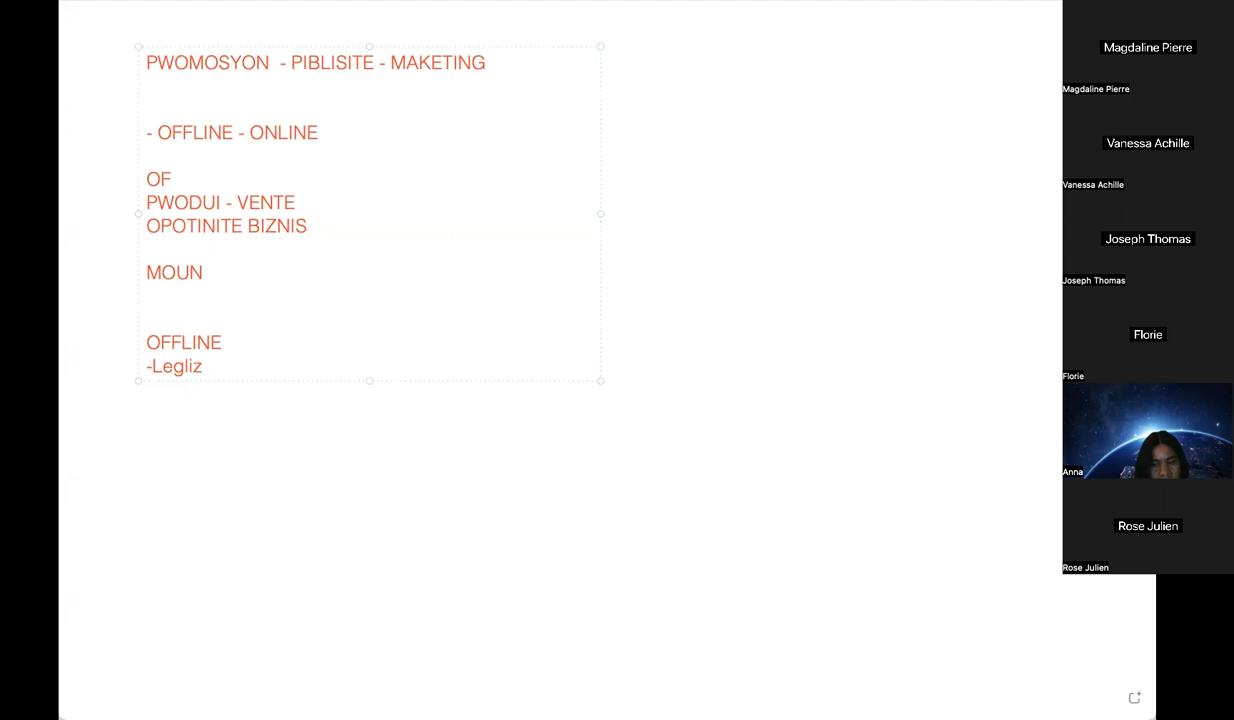 PWOMOSYON - PIBLISITE - MAKETING
- OFFLINE - ONLINE
OF
PWODUI - VENTE
OPOTINITE BIZNIS
MOUN
OFFLINE
-Legliz
Magdaline Pierre
Magdaline Pierre
Vanessa Achille
Vanessa Achille
Joseph Thomas
Joseph Thomas
Florie
Florie
Anna
Rose Julien
Rose Julien